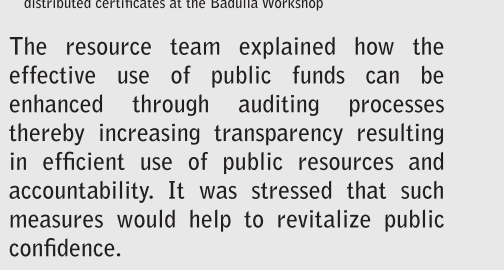 distributed certificates at the Badulla Workshop
The resource team explained how the
effective use of public funds can be
enhanced through auditing processes
thereby increasing transparency resulting
in efficient use of public resources and
accountability. It was stressed that such
measures would help to revitalize public
confidence.